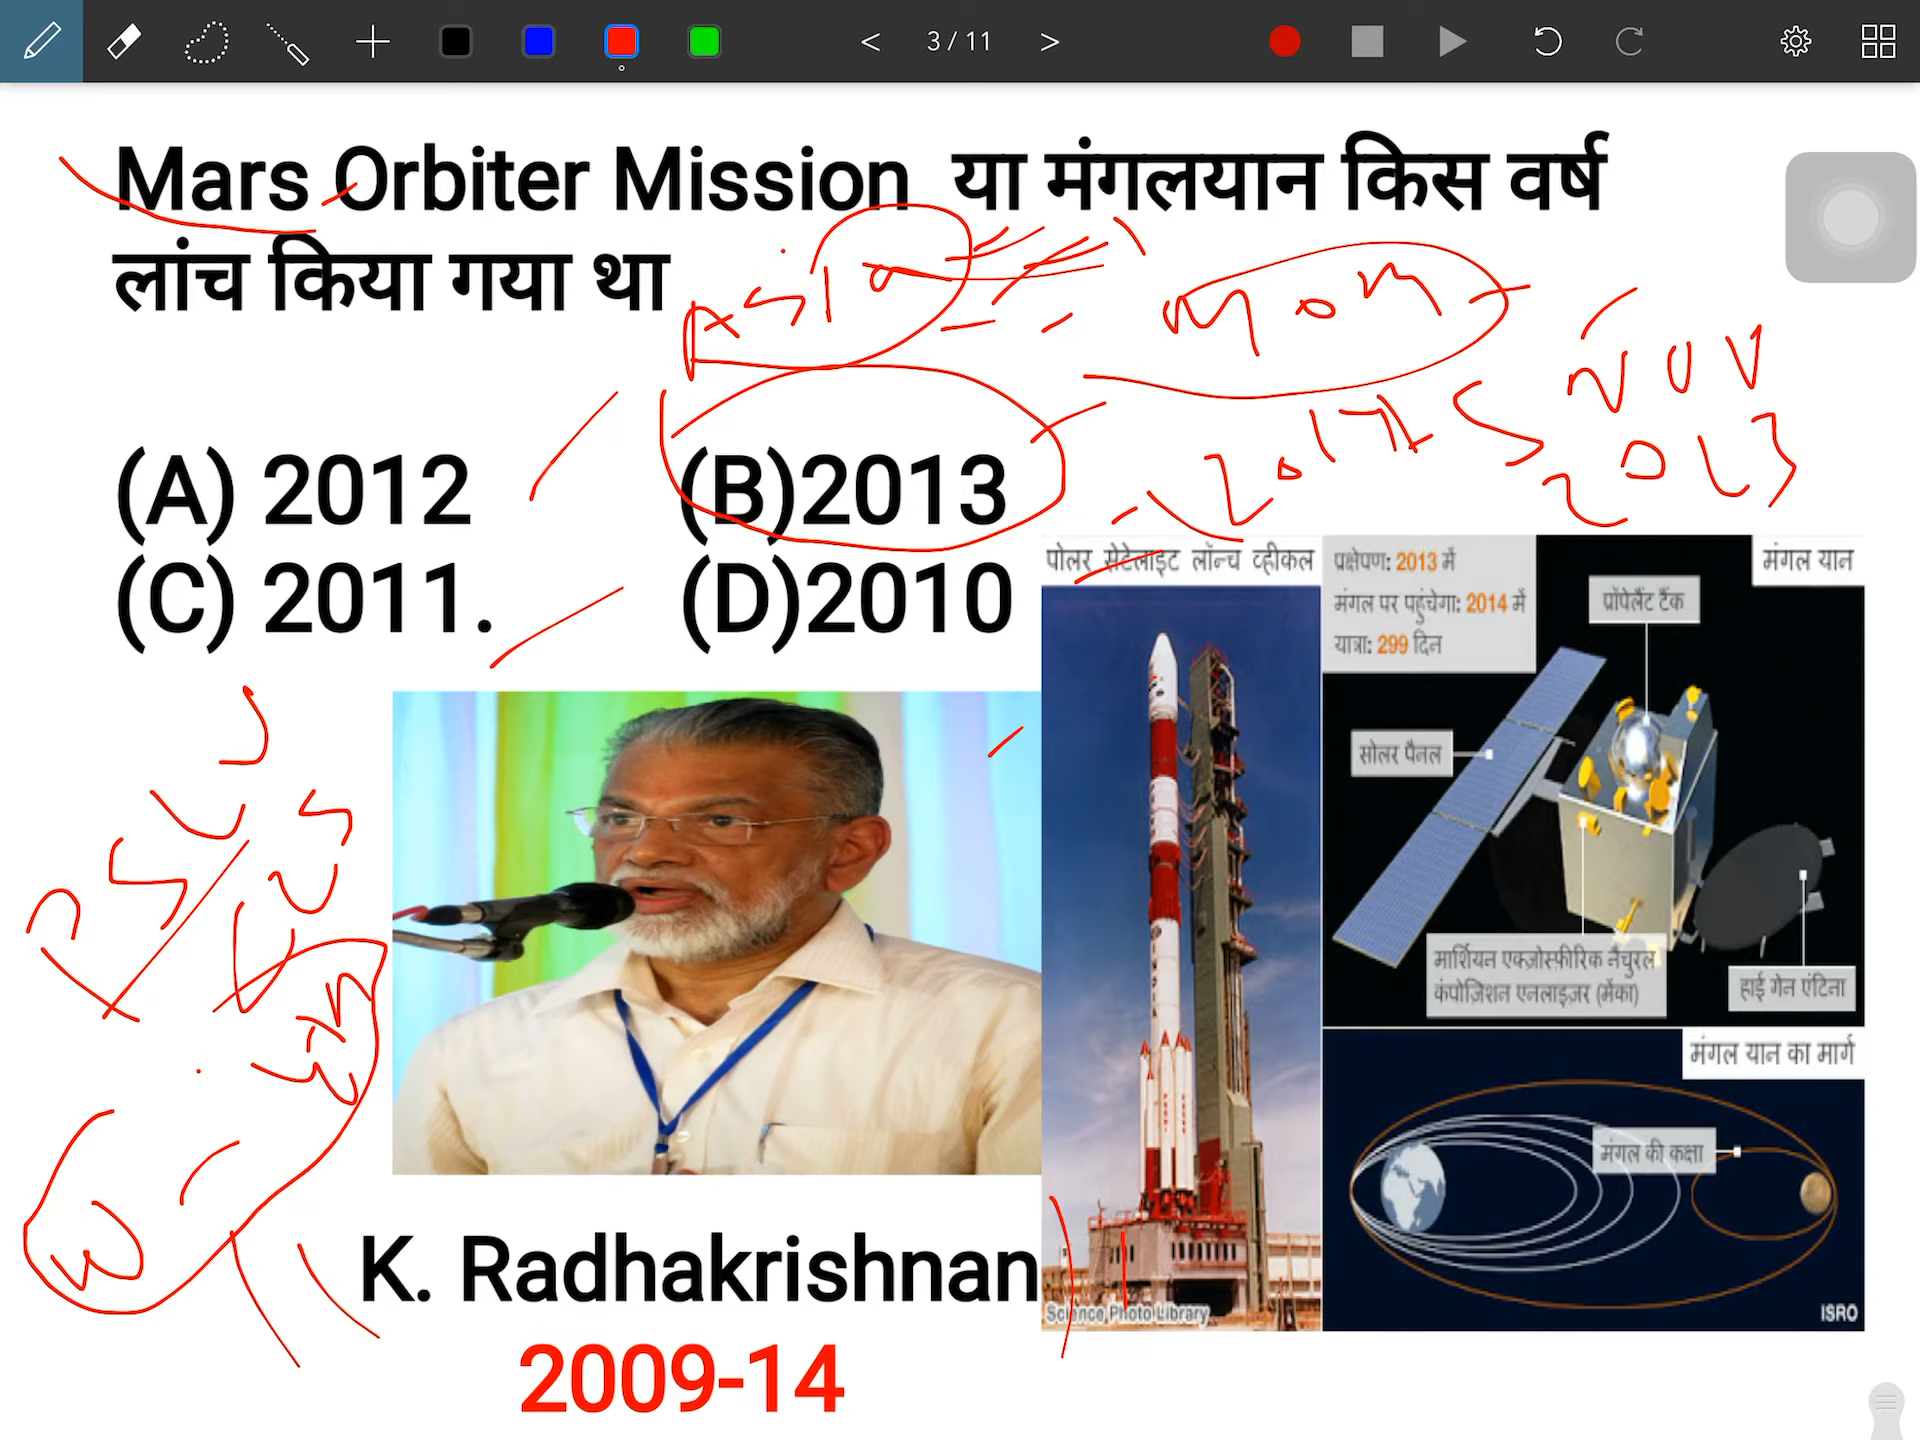 3 / 11
Mars Orbiter Mission या मंगलयान किस वर्ष
लांच किया गया था
Asia
MOM
5 NOV
2013
(A) 2012 (B)2013
(C) 2011. (D)2010
पोलर सेटेलाइट लॉन्च व्हीकल
प्रक्षेपण: 2013 में
मंगल पर पहुंचेगा: 2014 में
यात्रा: 299 दिन
मंगल यान
प्रोपेलैंट टैंक
सोलर पैनल
मार्शियन एक्ज़ोस्फ़ीरिक नैचुरल
कंपोज़िशन एनलाइज़र (मेंका)
हाई गेन एंटिना
मंगल यान का मार्ग
मंगल की कक्षा
ISRO
Science Photo Library
PSLV
K. Radhakrishnan
2009-14